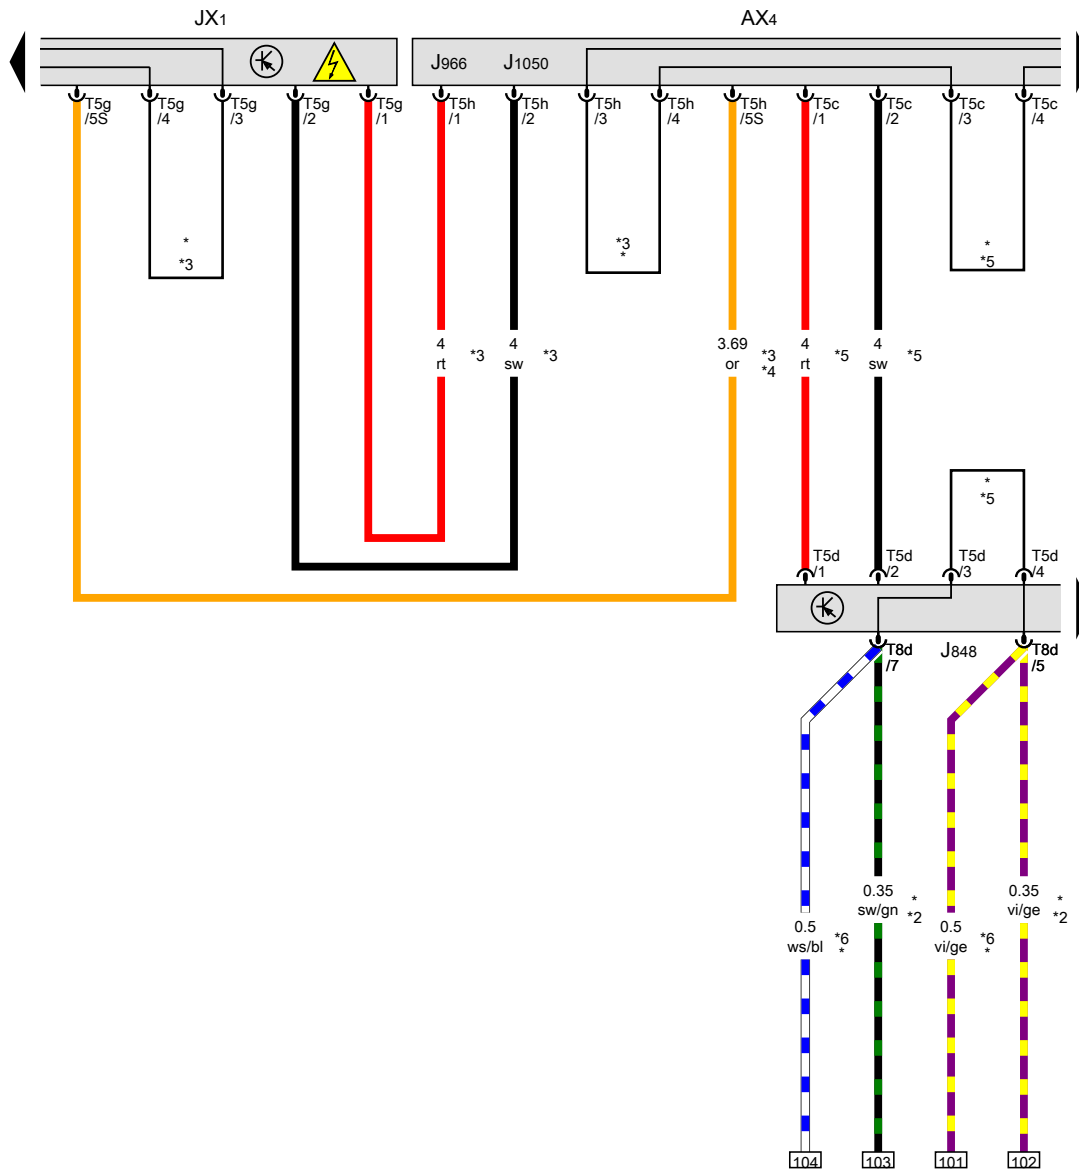 JX1
AX4
J966
J1050
T5g
/5S
T5g
/4
T5g
/3
T5g
/2
T5g
/1
T5h
/1
T5h
/2
T5h
/3
T5h
/4
T5h
/5S
T5c
/1
T5c
/2
T5c
/3
T5c
/4
*
*3
*3
*
*
*5
4
rt
*3
4
sw
*3
3.69
or
*3
*4
4
rt
*5
4
sw
*5
*
*5
T5d
/1
T5d
/2
T5d
/3
T5d
/4
T8d
/7
J848
T8d
/5
0.5
ws/bl
*6
*
0.35
sw/gn
*
*2
0.5
vi/ge
*6
*
0.35
vi/ge
*
*2
104
103
101
102